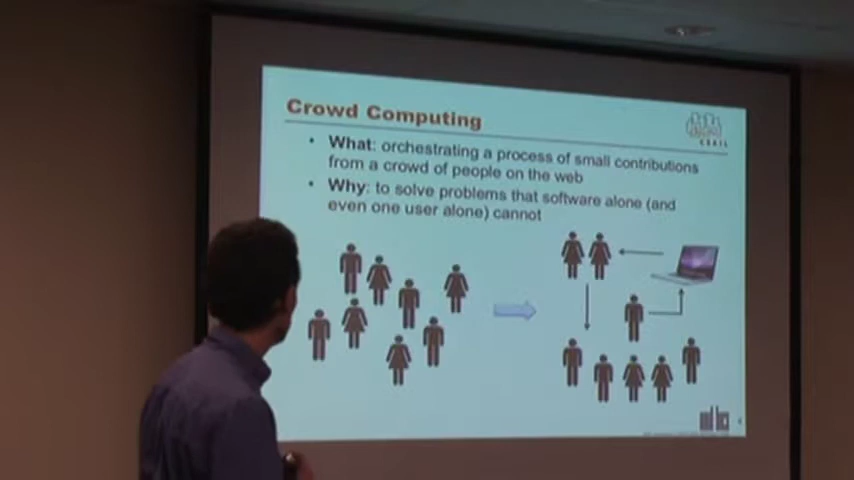 Crowd Computing
CSAIL
• What: orchestrating a process of small contributions
from a crowd of people on the web
• Why: to solve problems that software alone (and
even one user alone) cannot